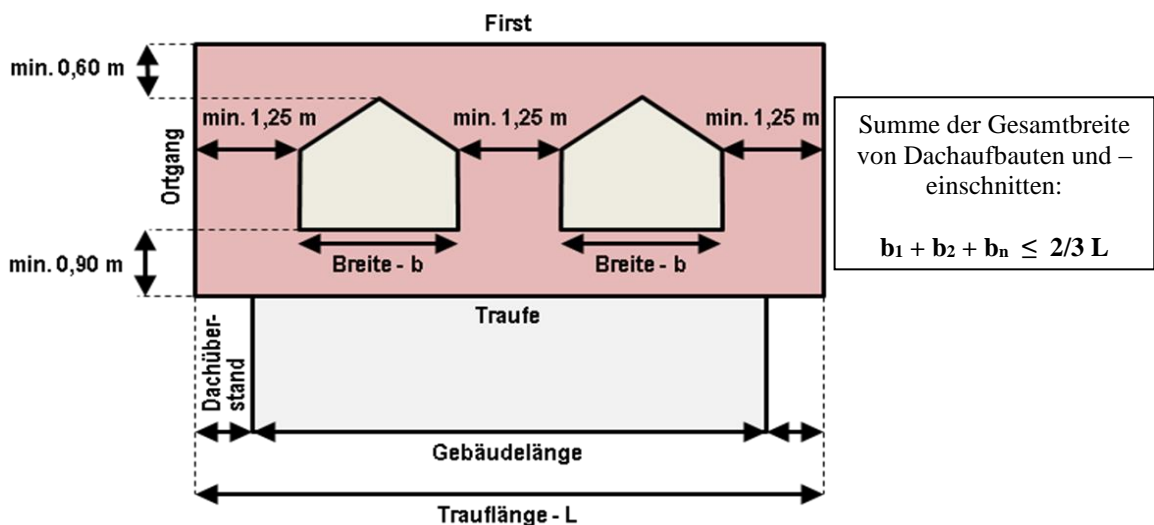 First
min. 0,60 m
min. 1,25 m
min. 1,25 m
min. 1,25 m
Ortgang
min. 0,90 m
Breite - b
Breite - b
Traufe
Dachüber-
stand
Gebäudelänge
Trauflänge - L
Summe der Gesamtbreite
von Dachaufbauten und –
einschnitten:
b₁ + b₂ + bₙ ≤ 2/3 L